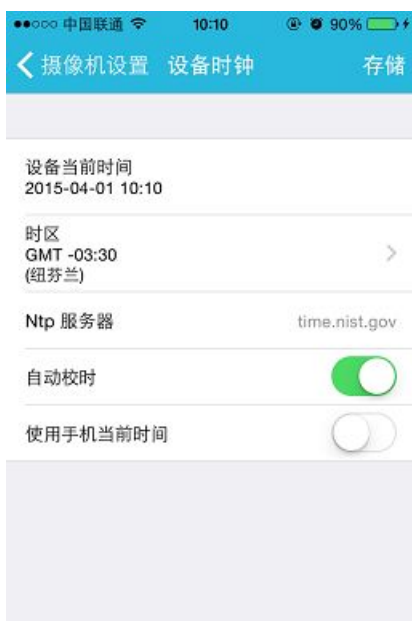 中国联通 10:10 90%
摄像机设置 设备时钟 存储
设备当前时间
2015-04-01 10:10
时区
GMT -03:30
(纽芬兰)
Ntp 服务器 time.nist.gov
自动校时
使用手机当前时间